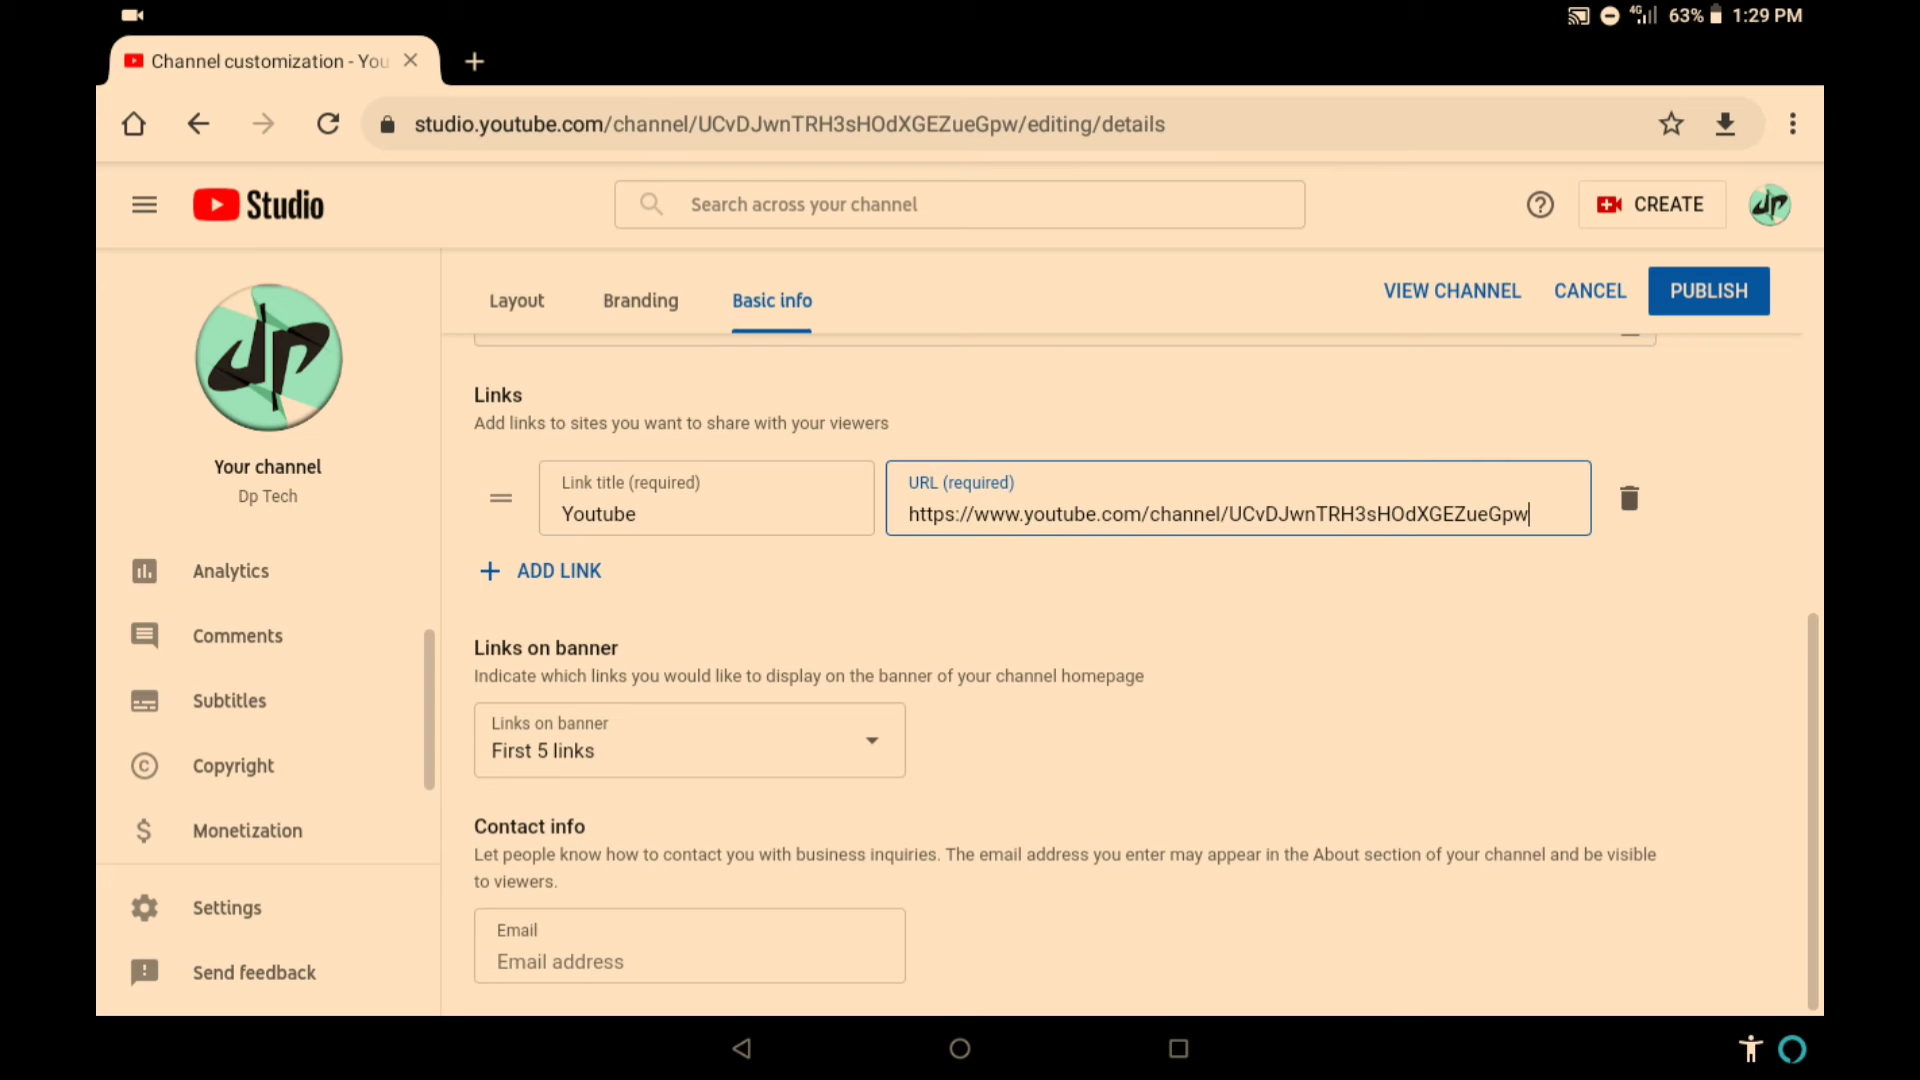 4G 63% 1:29 PM
Channel customization - You
studio.youtube.com/channel/UCvDJwnTRH3sHOdXGEZueGpw/editing/details
Studio
Search across your channel
CREATE
dp
dp
Your channel
Dp Tech
Analytics
Comments
Subtitles
Copyright
Monetization
Settings
Send feedback
Layout
Branding
Basic info
VIEW CHANNEL
CANCEL
PUBLISH
Links
Add links to sites you want to share with your viewers
Link title (required)
Youtube
URL (required)
https://www.youtube.com/channel/UCvDJwnTRH3sHOdXGEZueGpw
ADD LINK
Links on banner
Indicate which links you would like to display on the banner of your channel homepage
Links on banner
First 5 links
Contact info
Let people know how to contact you with business inquiries. The email address you enter may appear in the About section of your channel and be visible
to viewers.
Email
Email address